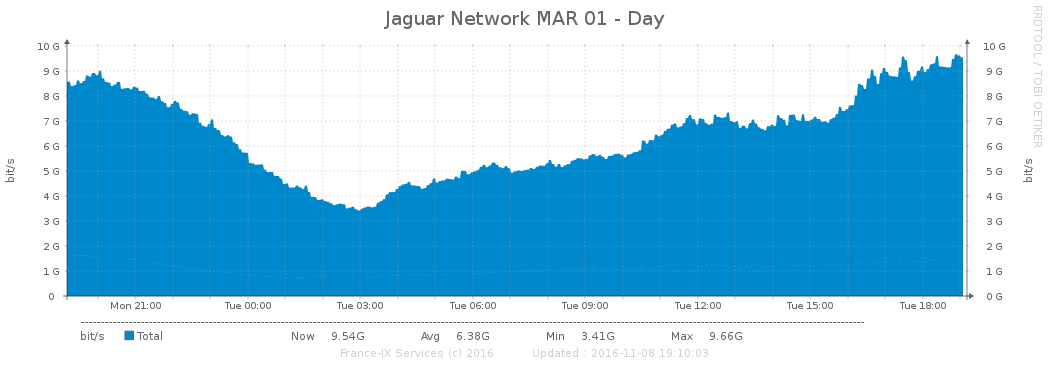 Jaguar Network MAR 01 - Day
RRDTOOL / TOBI OETIKER
bit/s
bit/s
10 G 10 G
9 G 9 G
8 G 8 G
7 G 7 G
6 G 6 G
5 G 5 G
4 G 4 G
3 G 3 G
2 G 2 G
1 G 1 G
0 0 G
Mon 21:00 Tue 00:00 Tue 03:00 Tue 06:00 Tue 09:00 Tue 12:00 Tue 15:00 Tue 18:00
bit/s Total Now 9.54G Avg 6.38G Min 3.41G Max 9.66G
France-IX Services (c) 2016 Updated : 2016-11-08 19:10:03